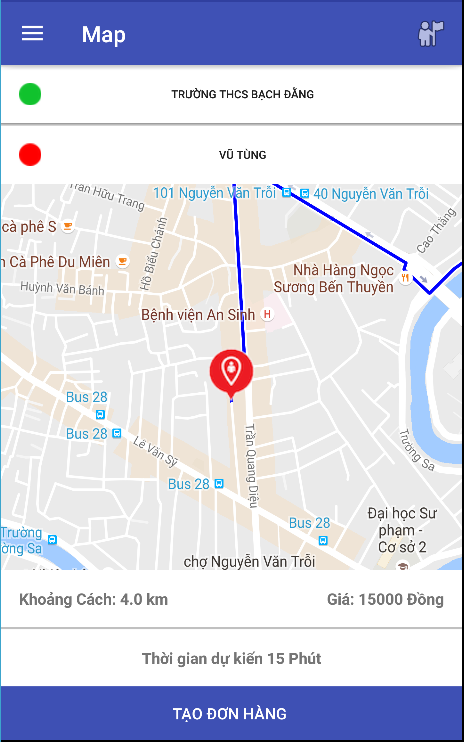 Map
TRƯỜNG THCS BẠCH ĐẰNG
VŨ TÙNG
Trần Hữu Trang
101 Nguyễn Văn Trỗi
40 Nguyễn Văn Trỗi
cà phê S
Hồ Biểu Chánh
Cao Thắng
n Cà Phê Du Miên
Nhà Hàng Ngọc
Sương Bến Thuyền
Huỳnh Văn Bánh
Bệnh viện An Sinh
H
Bus 28
Bus 28
Lê Văn Sỹ
Trần Quang Diệu
Trường Sa
Bus 28
Bus 28
Đại học Sư
phạm -
Cơ sở 2
Trường
ờng Sa
chợ Nguyễn Văn Trỗi
Khoảng Cách: 4.0 km
Giá: 15000 Đồng
Thời gian dự kiến 15 Phút
TẠO ĐƠN HÀNG